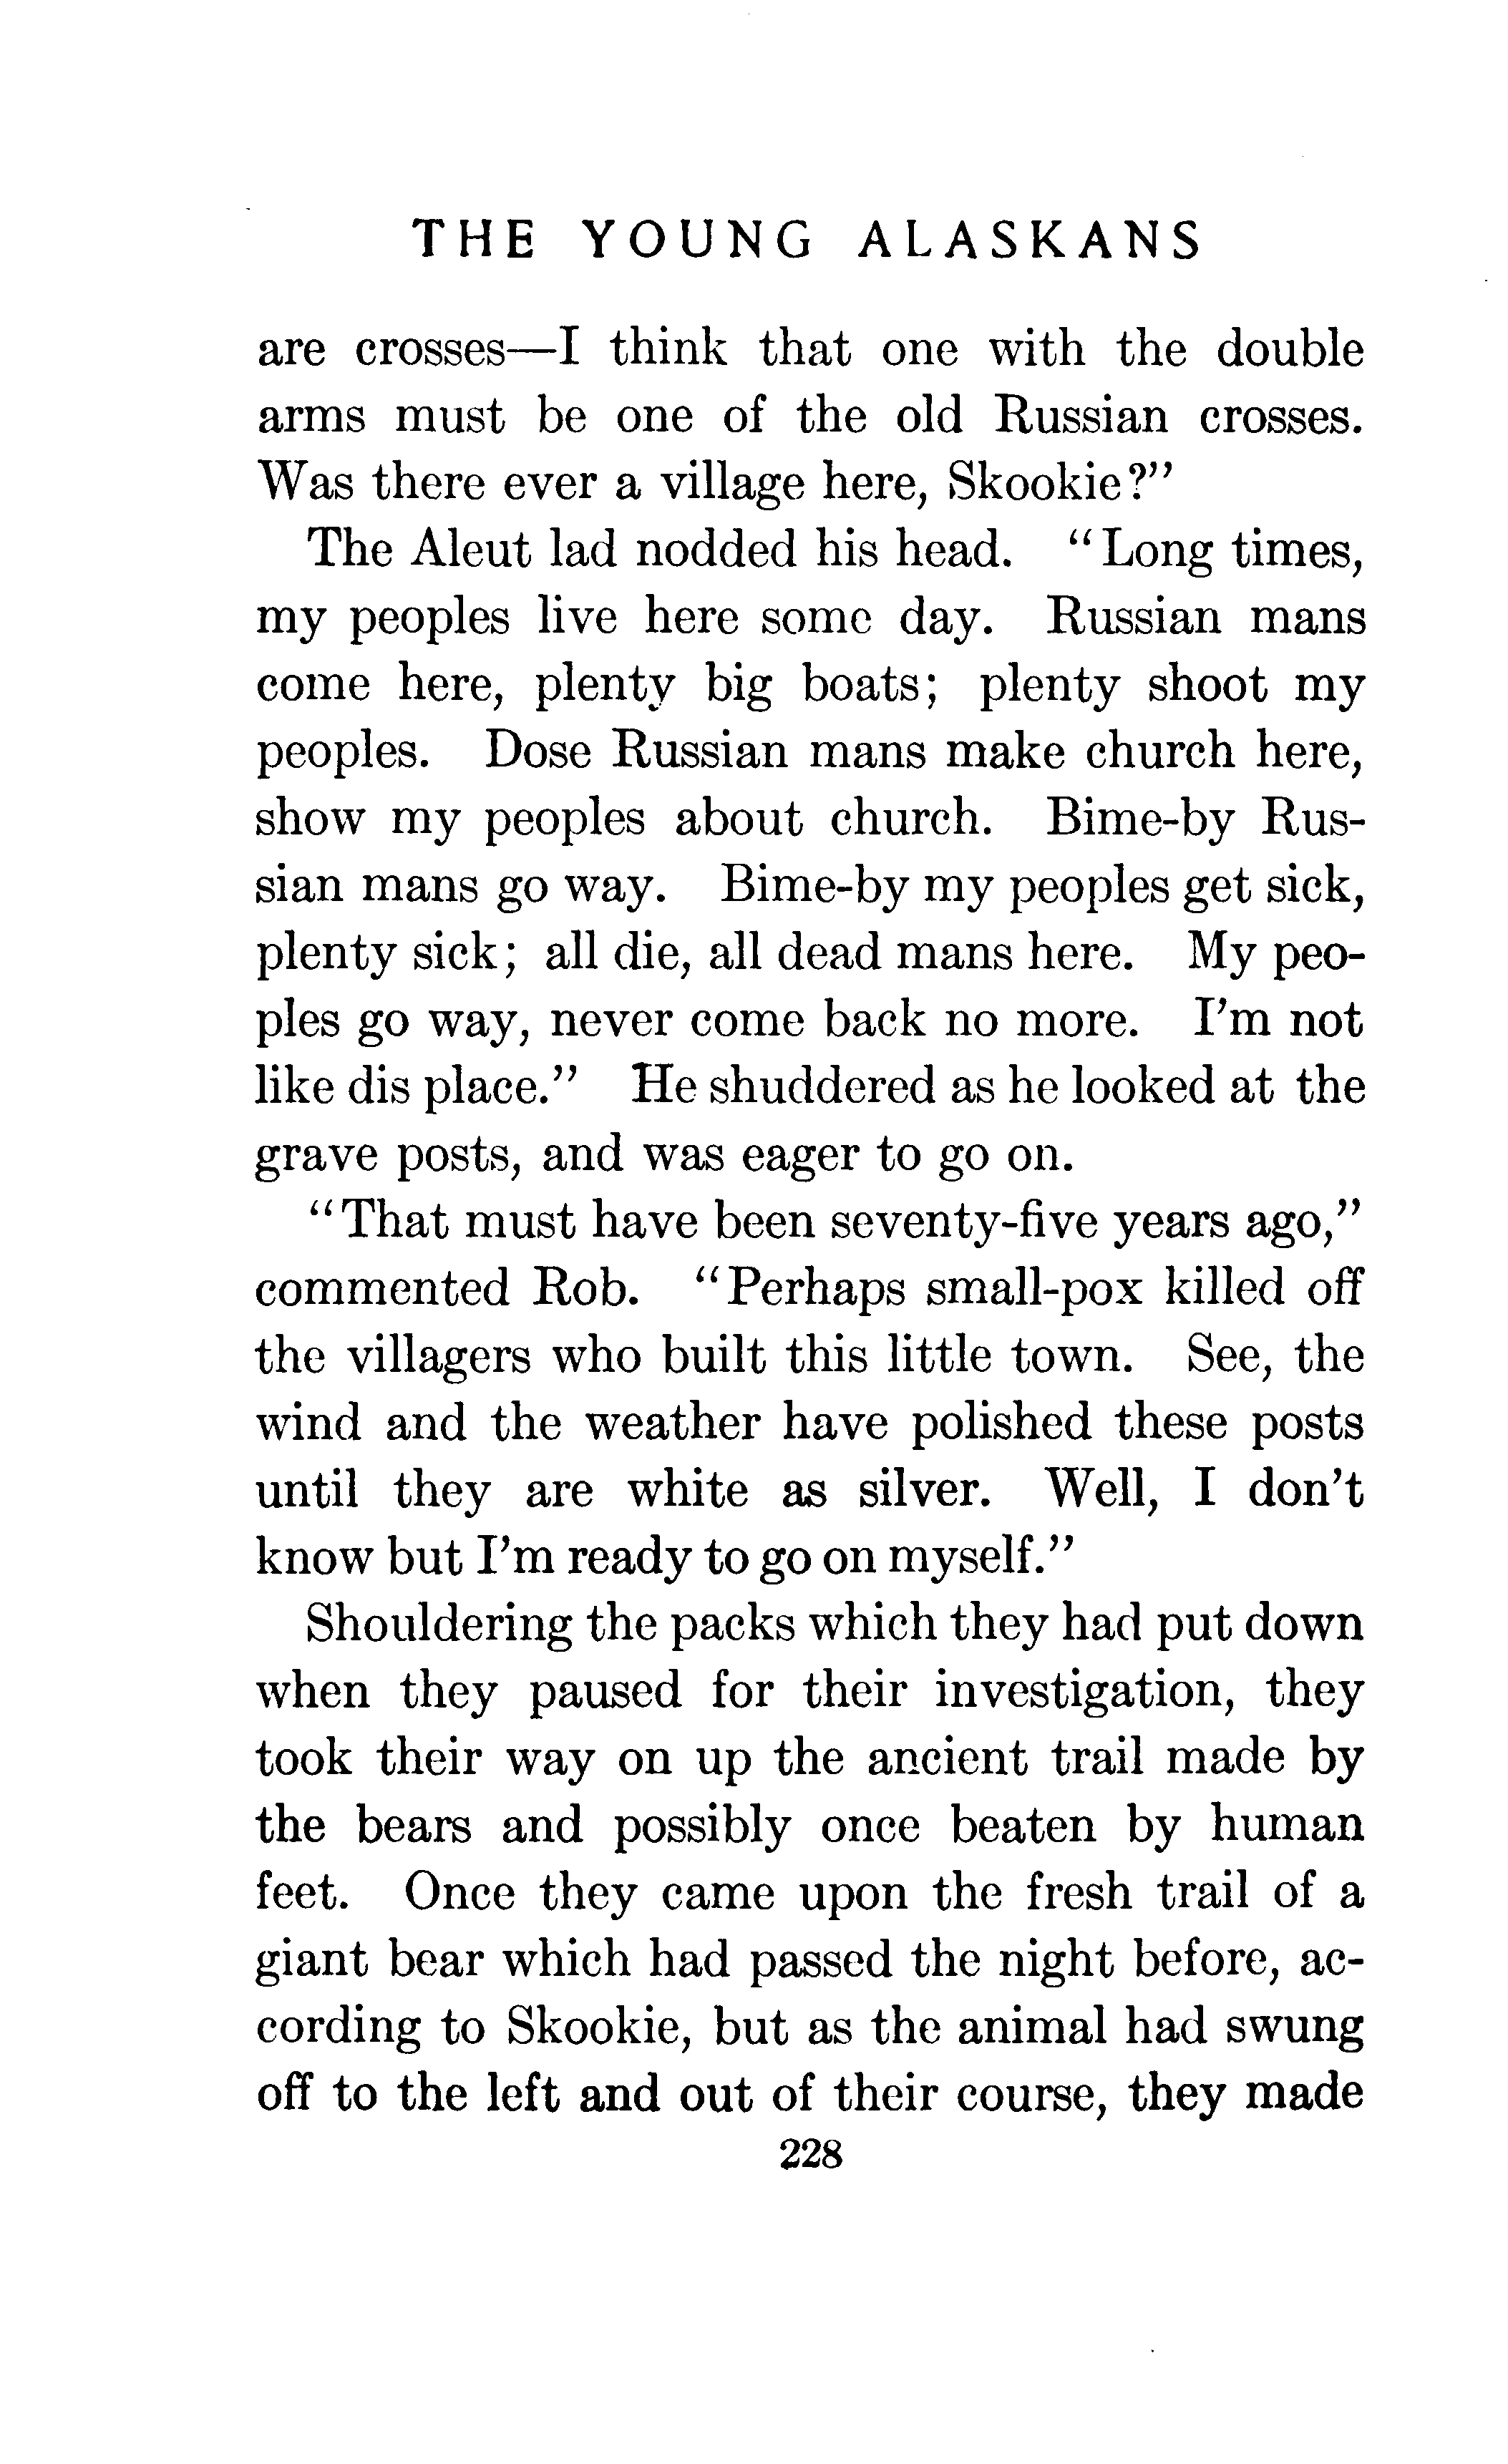 THE YOUNG ALASKANS
are crosses—I think that one with the double
arms must be one of the old Russian crosses.
Was there ever a village here, Skookie?”
The Aleut lad nodded his head. “Long times,
my peoples live here some day. Russian mans
come here, plenty big boats; plenty shoot my
peoples. Dose Russian mans make church here,
show my peoples about church. Bime-by Rus-
sian mans go way. Bime-by my peoples get sick,
plenty sick; all die, all dead mans here. My peo-
ples go way, never come back no more. I’m not
like dis place.” He shuddered as he looked at the
grave posts, and was eager to go on.
“That must have been seventy-five years ago,”
commented Rob. “Perhaps small-pox killed off
the villagers who built this little town. See, the
wind and the weather have polished these posts
until they are white as silver. Well, I don’t
know but I’m ready to go on myself.”
Shouldering the packs which they had put down
when they paused for their investigation, they
took their way on up the ancient trail made by
the bears and possibly once beaten by human
feet. Once they came upon the fresh trail of a
giant bear which had passed the night before, ac-
cording to Skookie, but as the animal had swung
off to the left and out of their course, they made
228